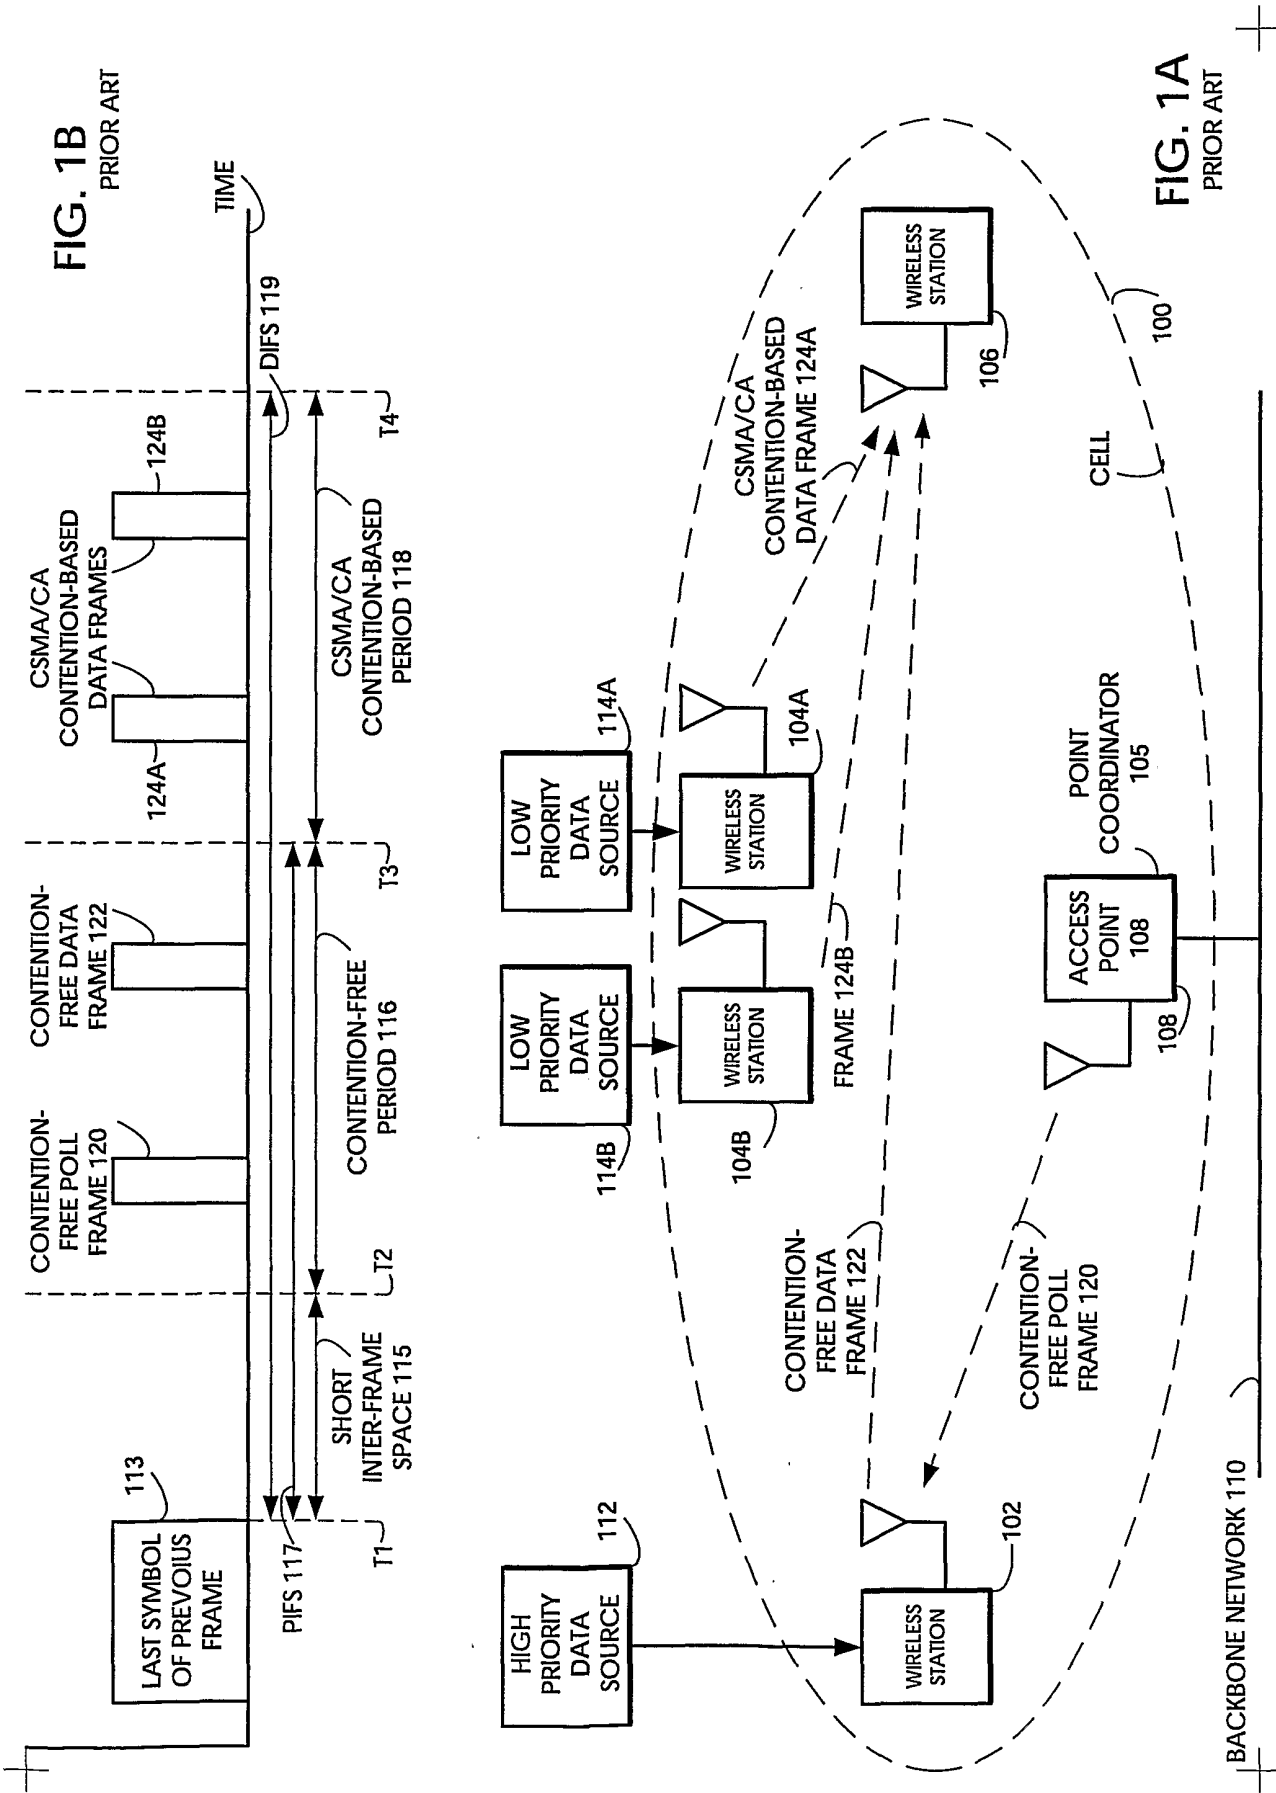 FIG. 1B
PRIOR ART
LAST SYMBOL
OF PREVOIUS
FRAME
113
CONTENTION-
FREE POLL
FRAME 120
CONTENTION-
FREE DATA
FRAME 122
CSMA/CA
CONTENTION-BASED
DATA FRAMES
124A
124B
TIME
PIFS 117
DIFS 119
SHORT
INTER-FRAME
SPACE 115
CONTENTION-FREE
PERIOD 116
CSMA/CA
CONTENTION-BASED
PERIOD 118
T1
T2
T3
T4
HIGH
PRIORITY
DATA
SOURCE
112
LOW
PRIORITY
DATA
SOURCE
114B
LOW
PRIORITY
DATA
SOURCE
114A
WIRELESS
STATION
104B
WIRELESS
STATION
104A
CSMA/CA
CONTENTION-BASED
DATA FRAME 124A
FRAME 124B
CONTENTION-
FREE DATA
FRAME 122
WIRELESS
STATION
102
WIRELESS
STATION
106
CONTENTION-
FREE POLL
FRAME 120
ACCESS
POINT
108
108
POINT
COORDINATOR
105
CELL
100
BACKBONE NETWORK 110
FIG. 1A
PRIOR ART